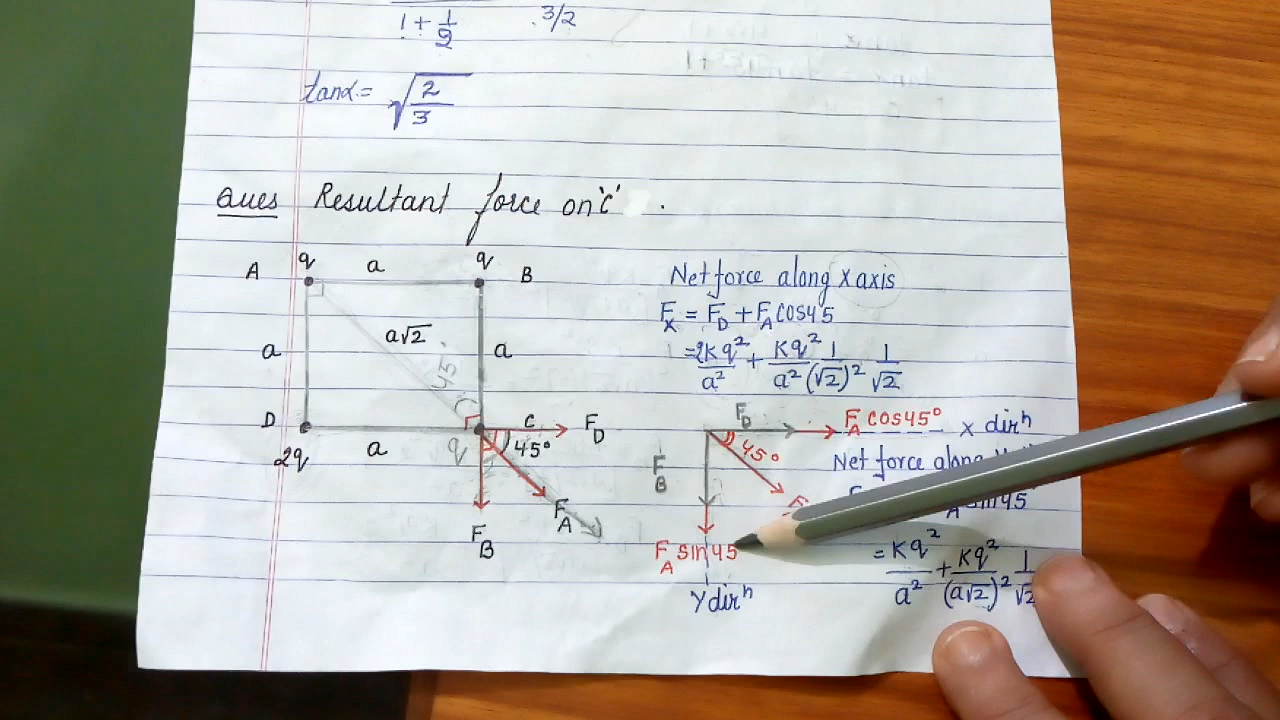 1 + 1/2 3/2
tanα = √2/3
Ques Resultant force on 'C'.
A q a q B
a a√2 45° a
D 2q a q C F_D
45°
F_B F_A
Net force along x axis
F_x = F_D + F_A cos45
= 2Kq²/a² + Kq²/a² 1/(√2)² 1/√2
F_D F_A cos45° x dirⁿ
F_B 45°
F_A sin45
Y dirⁿ
Net force along
sin45
= Kq²/a² + Kq²/(a√2)² 1/√2